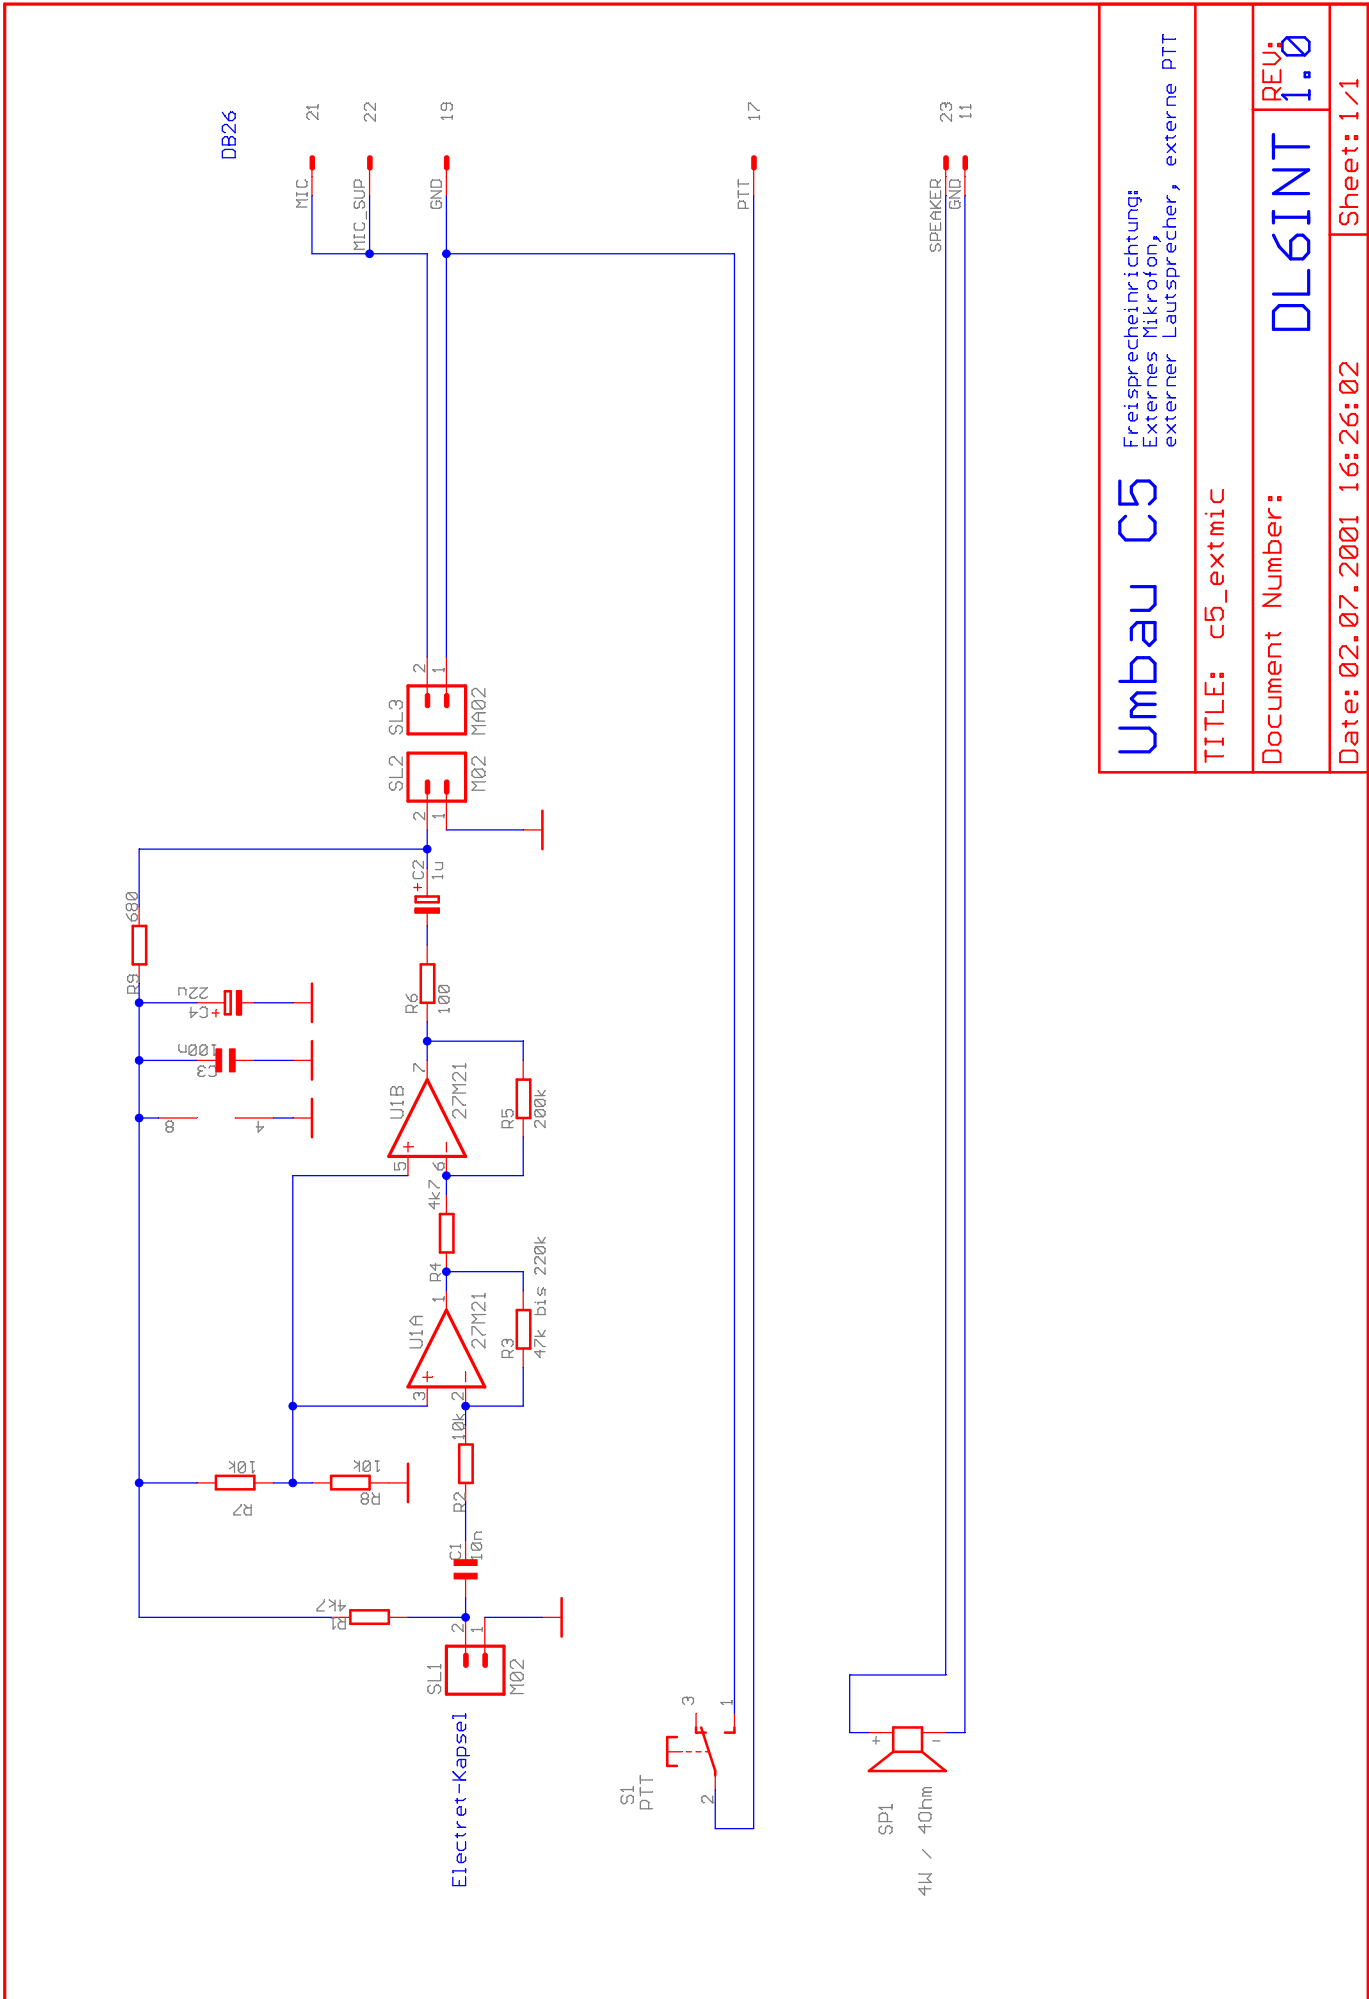 DB26
MIC
21
MIC_SUP
22
GND
19
PTT
17
SPEAKER
23
GND
11
R9
680
C4
+
22u
C3
100n
8
4
R7
10k
R8
10k
R1
4k7
SL1
2
1
M02
Electret-Kapsel
C1
10n
R2
10k
U1A
3
2
1
+
-
27M21
R3
47k bis 220k
R4
4k7
U1B
5
6
7
+
-
27M21
R5
200k
R6
100
+
C2
1u
SL2
2
1
M02
SL3
2
1
MA02
S1
PTT
3
2
1
SP1
+
-
4W / 4Ohm
Umbau C5
Freisprecheinrichtung:
Externes Mikrofon,
externer Lautsprecher, externe PTT
TITLE: c5_extmic
Document Number:
DL6INT
REV:
1.0
Date: 02.07.2001 16:26:02
Sheet: 1/1